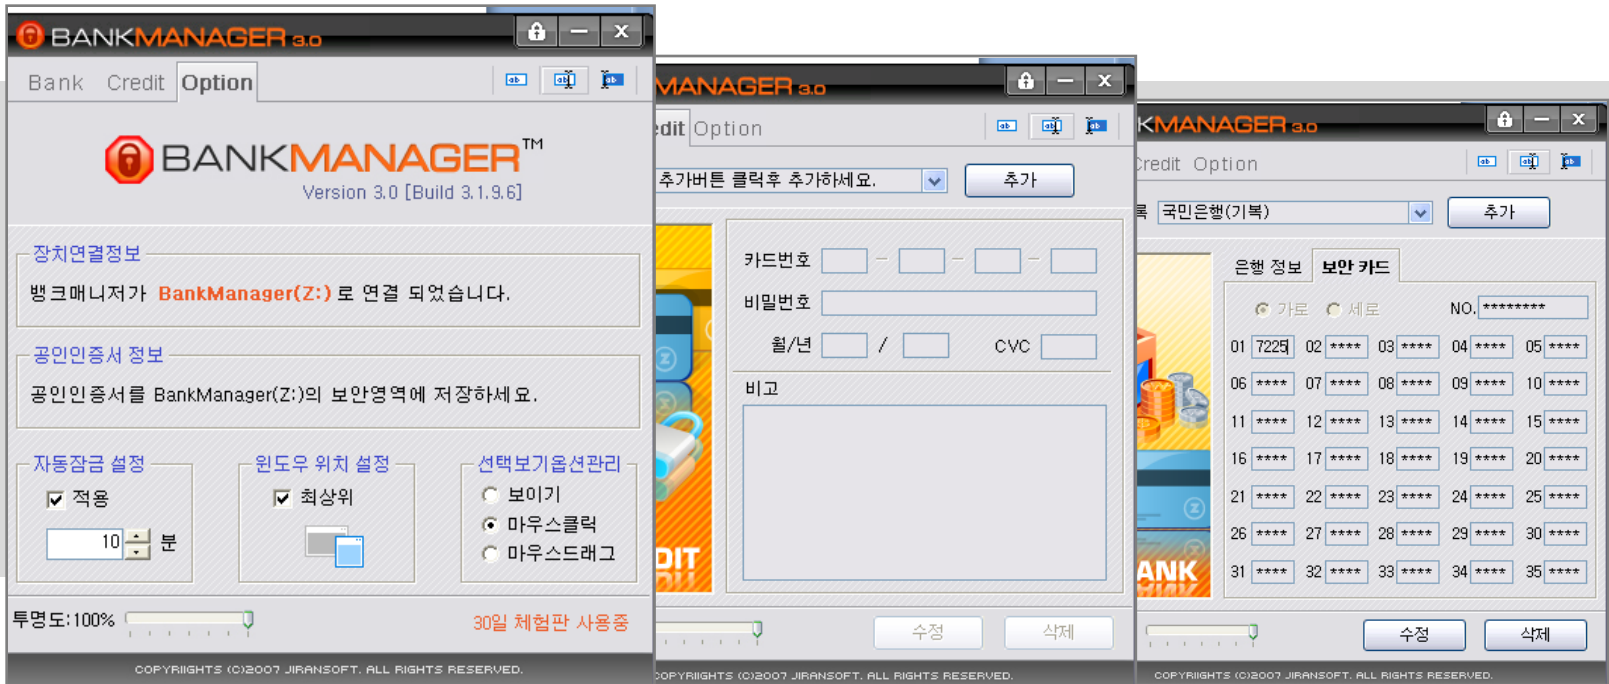 BANKMANAGER 3.0
Bank Credit Option
BANKMANAGER™
Version 3.0 [Build 3.1.9.6]
장치연결정보
뱅크매니저가 BankManager(Z:) 로 연결 되었습니다.
공인인증서 정보
공인인증서를 BankManager(Z:)의 보안영역에 저장하세요.
자동잠금 설정
적용
10 분
윈도우 위치 설정
최상위
선택보기옵션관리
보이기
마우스클릭
마우스드래그
투명도:100%
30일 체험판 사용중
COPYRIIGHTS (C)2007 JIRANSOFT. ALL RIGHTS RESERVED.
MANAGER 3.0
edit Option
추가버튼 클릭후 추가하세요. 추가
카드번호 - - -
비밀번호
월/년 / CVC
비고
DIT
수정 삭제
COPYRIIGHTS (C)2007 JIRANSOFT. ALL RIGHTS RESERVED.
KMANAGER 3.0
Credit Option
록 국민은행(기복) 추가
은행 정보 보안 카드
가로 세로 NO. ********
01 7225 02 **** 03 **** 04 **** 05 ****
06 **** 07 **** 08 **** 09 **** 10 ****
11 **** 12 **** 13 **** 14 **** 15 ****
16 **** 17 **** 18 **** 19 **** 20 ****
21 **** 22 **** 23 **** 24 **** 25 ****
26 **** 27 **** 28 **** 29 **** 30 ****
31 **** 32 **** 33 **** 34 **** 35 ****
ANK
수정 삭제
COPYRIIGHTS (C)2007 JIRANSOFT. ALL RIGHTS RESERVED.